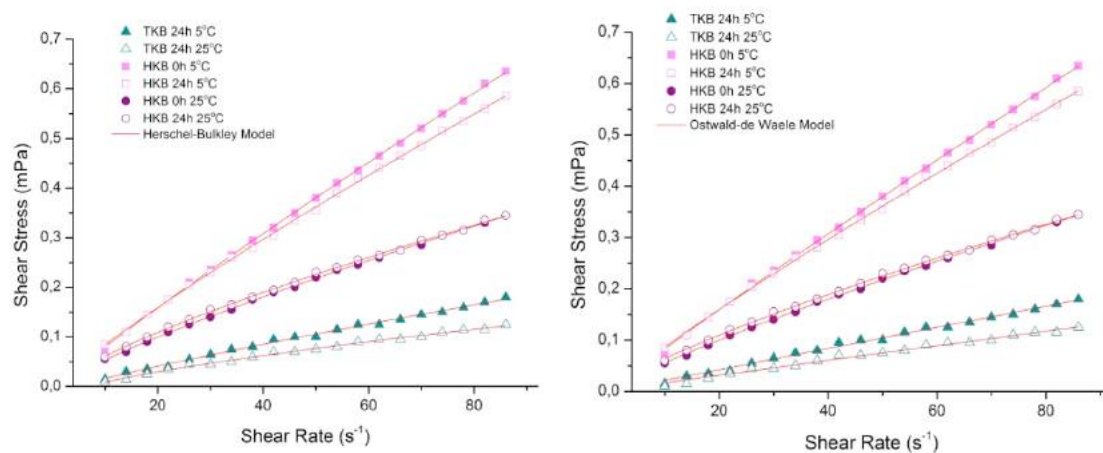 TKB 24h 5°C
TKB 24h 25°C
HKB 0h 5°C
HKB 24h 5°C
HKB 0h 25°C
HKB 24h 25°C
Herschel-Bulkley Model
0,7
0,6
0,5
0,4
0,3
0,2
0,1
0,0
Shear Stress (mPa)
20
40
60
80
Shear Rate (s⁻¹)
TKB 24h 5°C
TKB 24h 25°C
HKB 0h 5°C
HKB 24h 5°C
HKB 0h 25°C
HKB 24h 25°C
Ostwald-de Waele Model
0,7
0,6
0,5
0,4
0,3
0,2
0,1
0,0
Shear Stress (mPa)
20
40
60
80
Shear Rate (s⁻¹)